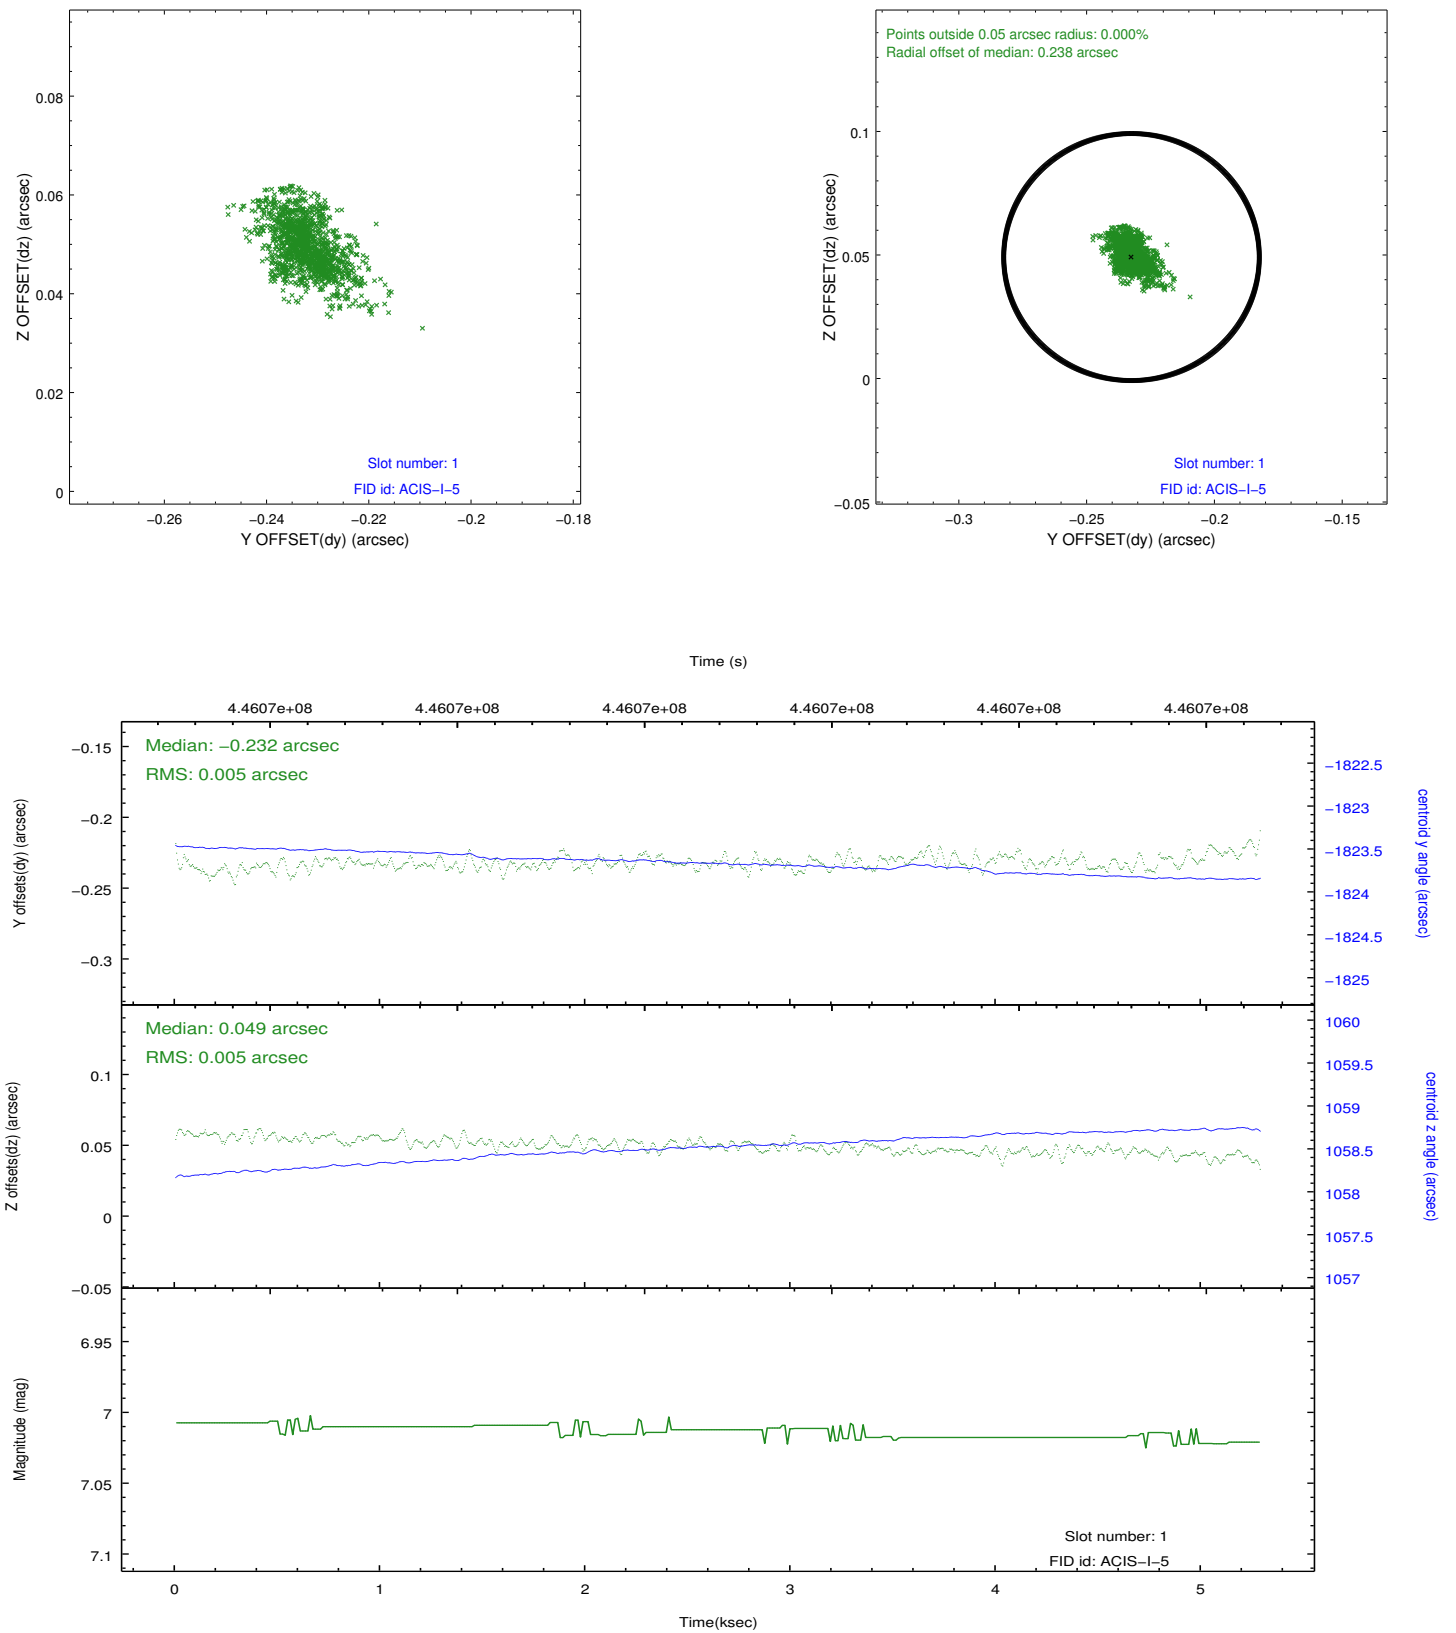 Points outside 0.05 arcsec radius: 0.000%
Radial offset of median: 0.238 arcsec
0.08
0.06
0.04
0.02
0
Z OFFSET(dz) (arcsec)
Slot number: 1
FID id: ACIS−I−5
−0.26
−0.24
−0.22
−0.2
−0.18
Y OFFSET(dy) (arcsec)
0.1
0.05
0
−0.05
Z OFFSET(dz) (arcsec)
Slot number: 1
FID id: ACIS−I−5
−0.3
−0.25
−0.2
−0.15
Y OFFSET(dy) (arcsec)
Time (s)
4.4607e+08 4.4607e+08 4.4607e+08 4.4607e+08 4.4607e+08 4.4607e+08
Median: −0.232 arcsec
RMS: 0.005 arcsec
−0.15
−0.2
−0.25
−0.3
Y offsets(dy) (arcsec)
−1822.5
−1823
−1823.5
−1824
−1824.5
−1825
centroid y angle (arcsec)
Median: 0.049 arcsec
RMS: 0.005 arcsec
0.1
0.05
0
−0.05
Z offsets(dz) (arcsec)
1060
1059.5
1059
1058.5
1058
1057.5
1057
centroid z angle (arcsec)
6.95
7
7.05
7.1
Magnitude (mag)
Slot number: 1
FID id: ACIS−I−5
0 1 2 3 4 5
Time(ksec)